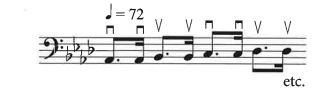 ♩ = 72
etc.